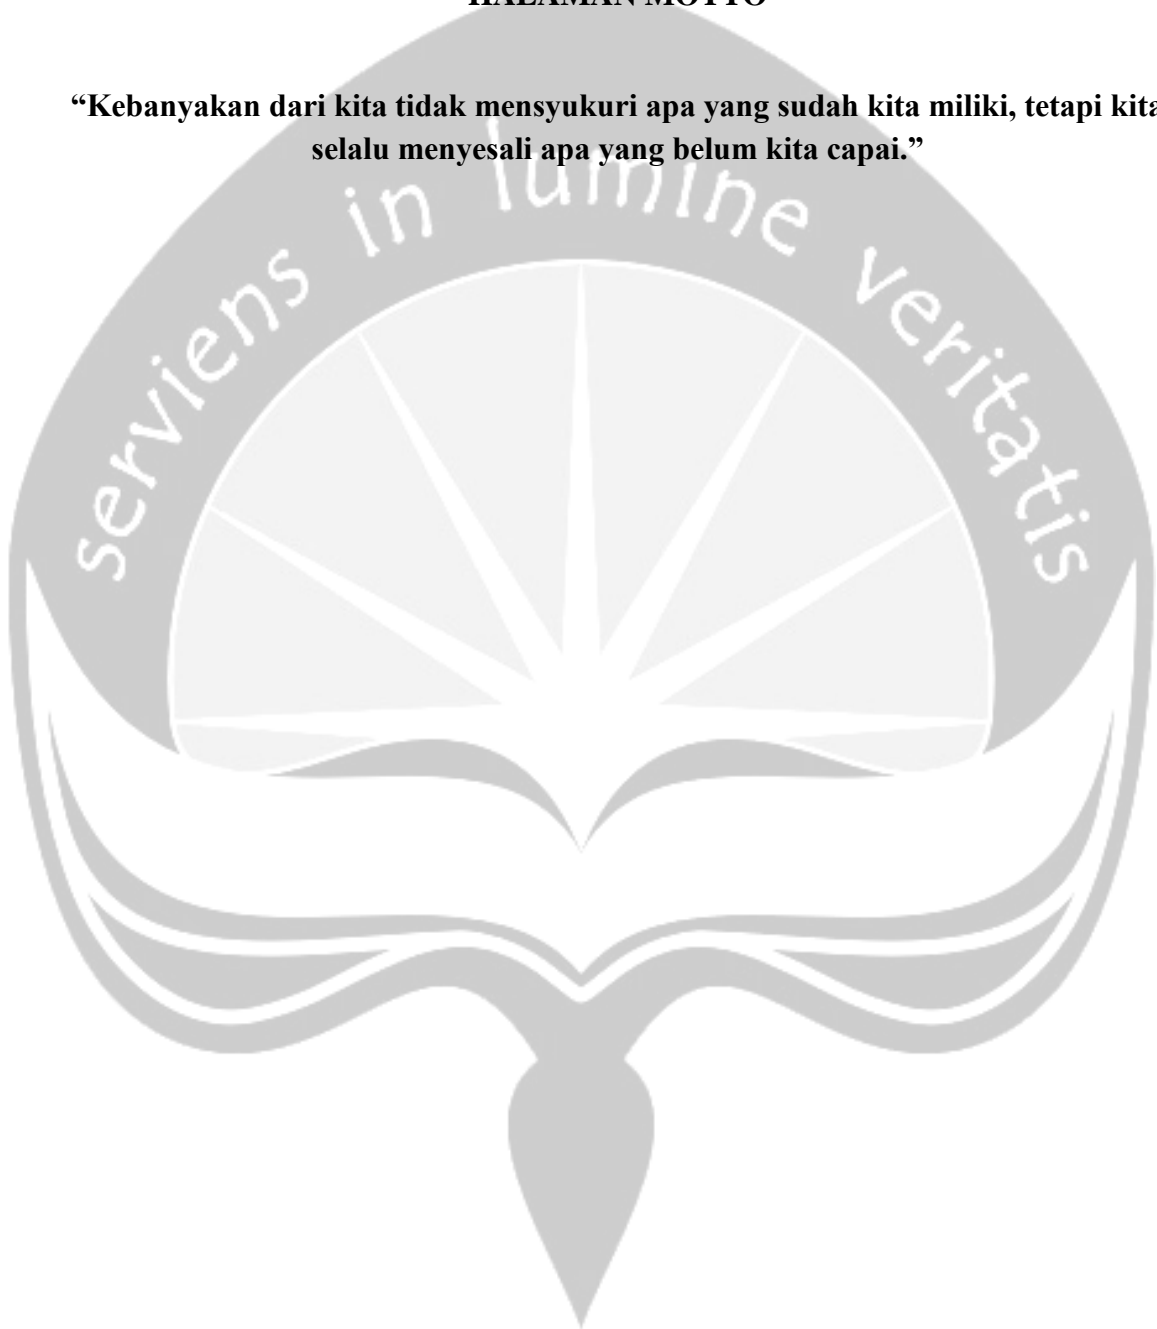 HALAMAN MOTTO
“Kebanyakan dari kita tidak mensyukuri apa yang sudah kita miliki, tetapi kita
selalu menyesali apa yang belum kita capai.”
serviens in lumine veritatis